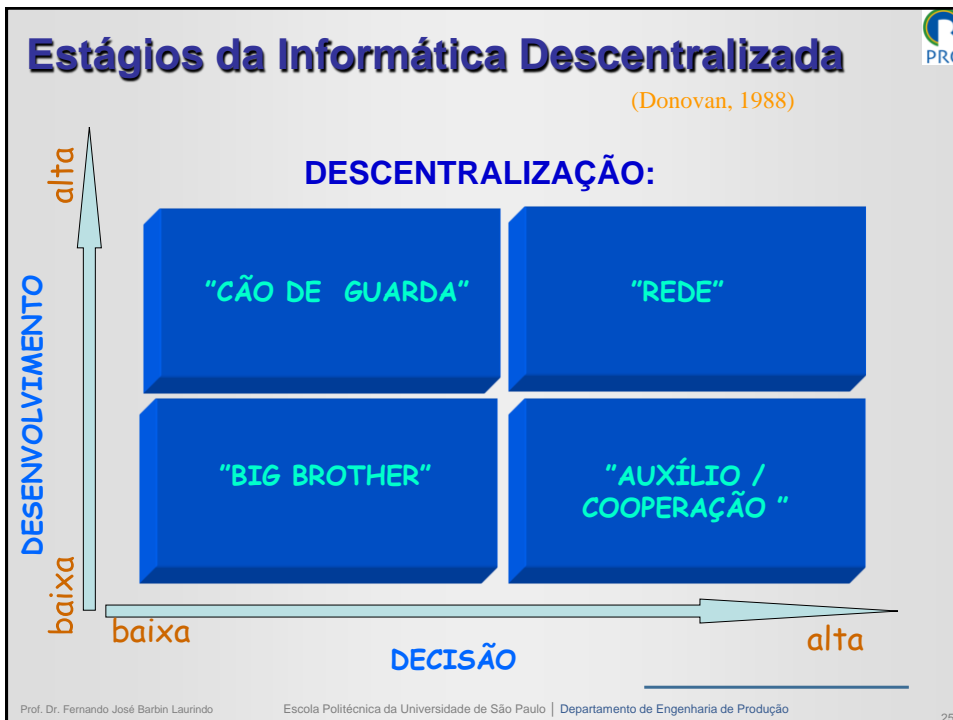 Estágios da Informática Descentralizada
PRO
(Donovan, 1988)
DESCENTRALIZAÇÃO:
alta
DESENVOLVIMENTO
baixa
”CÃO DE GUARDA”
”REDE”
”BIG BROTHER”
”AUXÍLIO /
COOPERAÇÃO ”
baixa
alta
DECISÃO
Prof. Dr. Fernando José Barbin Laurindo
Escola Politécnica da Universidade de São Paulo | Departamento de Engenharia de Produção
25